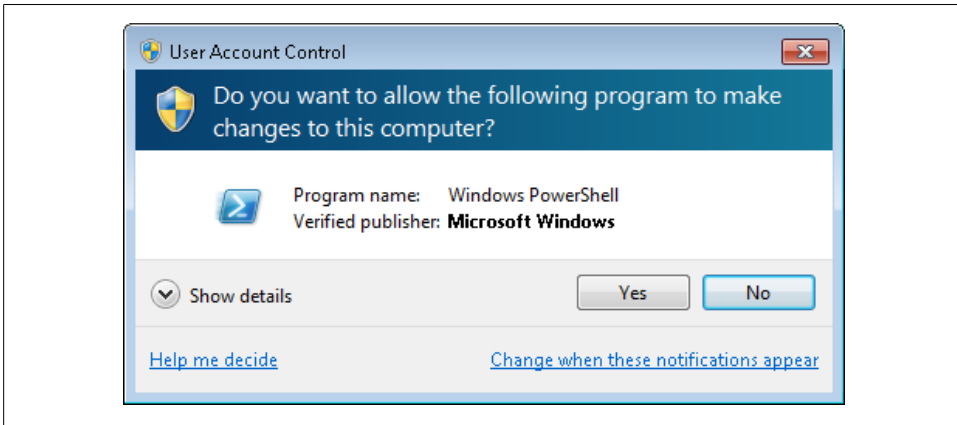 User Account Control
Do you want to allow the following program to make
changes to this computer?
Program name: Windows PowerShell
Verified publisher: Microsoft Windows
Show details
Yes
No
Help me decide
Change when these notifications appear